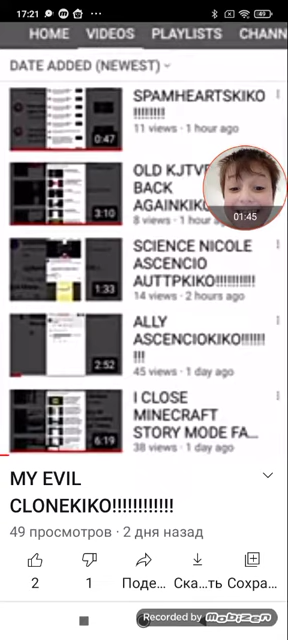 17:21
49
HOME VIDEOS PLAYLISTS CHANN
DATE ADDED (NEWEST)
SPAMHEARTSKIKO
!!!!!!!!
11 views · 1 hour ago
0:47
OLD KJTVF
BACK
AGAINKIKO
8 views · 1 hour ago
3:10
01:45
SCIENCE NICOLE
ASCENCIO
AUTTPKIKO!!!!!!!!!!!
14 views · 2 hours ago
1:33
ALLY
ASCENCIOKIKO!!!!!!!
!!!
45 views · 1 day ago
2:52
I CLOSE
MINECRAFT
STORY MODE FA...
38 views · 1 day ago
6:19
MY EVIL
CLONEKIKO!!!!!!!!!!!!
49 просмотров · 2 дня назад
2 1 Поде... Ска...ть Сохра...
Recorded by mobizen